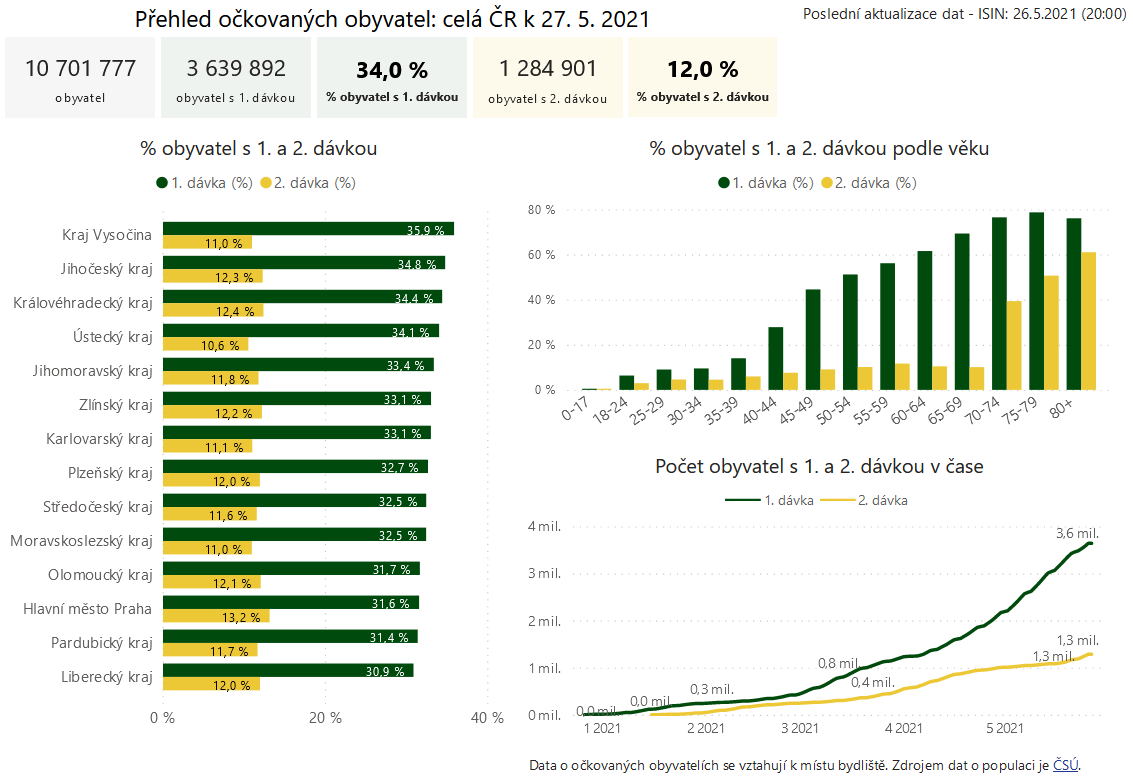 Přehled očkovaných obyvatel: celá ČR k 27. 5. 2021
Poslední aktualizace dat - ISIN: 26.5.2021 (20:00)
10 701 777
obyvatel
3 639 892
obyvatel s 1. dávkou
34,0 %
% obyvatel s 1. dávkou
1 284 901
obyvatel s 2. dávkou
12,0 %
% obyvatel s 2. dávkou
% obyvatel s 1. a 2. dávkou
1. dávka (%) 2. dávka (%)
Kraj Vysočina 35,9 %
11,0 %
Jihočeský kraj 34,8 %
12,3 %
Královéhradecký kraj 34,4 %
12,4 %
Ústecký kraj 34,1 %
10,6 %
Jihomoravský kraj 33,4 %
11,8 %
Zlínský kraj 33,1 %
12,2 %
Karlovarský kraj 33,1 %
11,1 %
Plzeňský kraj 32,7 %
12,0 %
Středočeský kraj 32,5 %
11,6 %
Moravskoslezský kraj 32,5 %
11,0 %
Olomoucký kraj 31,7 %
12,1 %
Hlavní město Praha 31,6 %
13,2 %
Pardubický kraj 31,4 %
11,7 %
Liberecký kraj 30,9 %
12,0 %
0 % 20 % 40 %
% obyvatel s 1. a 2. dávkou podle věku
1. dávka (%) 2. dávka (%)
80 %
60 %
40 %
20 %
0 %
0-17 18-24 25-29 30-34 35-39 40-44 45-49 50-54 55-59 60-64 65-69 70-74 75-79 80+
Počet obyvatel s 1. a 2. dávkou v čase
1. dávka 2. dávka
4 mil.
3,6 mil.
3 mil.
2 mil.
1,3 mil.
1,3 mil.
1 mil.
0,8 mil.
0,4 mil.
0,3 mil.
0,0 mil.
0,0 mil.
0 mil.
1 2021 2 2021 3 2021 4 2021 5 2021
Data o očkovaných obyvatelích se vztahují k místu bydliště. Zdrojem dat o populaci je ČSÚ.